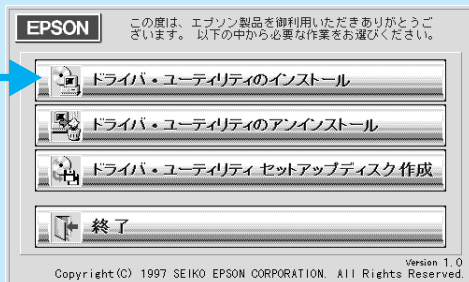 EPSON
この度は、エプソン製品を御利用いただきありがとうご
ざいます。 以下の中から必要な作業をお選びください。
ドライバ・ユーティリティのインストール
ドライバ・ユーティリティのアンインストール
ドライバ・ユーティリティ セットアップディスク作成
終了
Version 1.0
Copyright(C) 1997 SEIKO EPSON CORPORATION. All Rights Reserved.